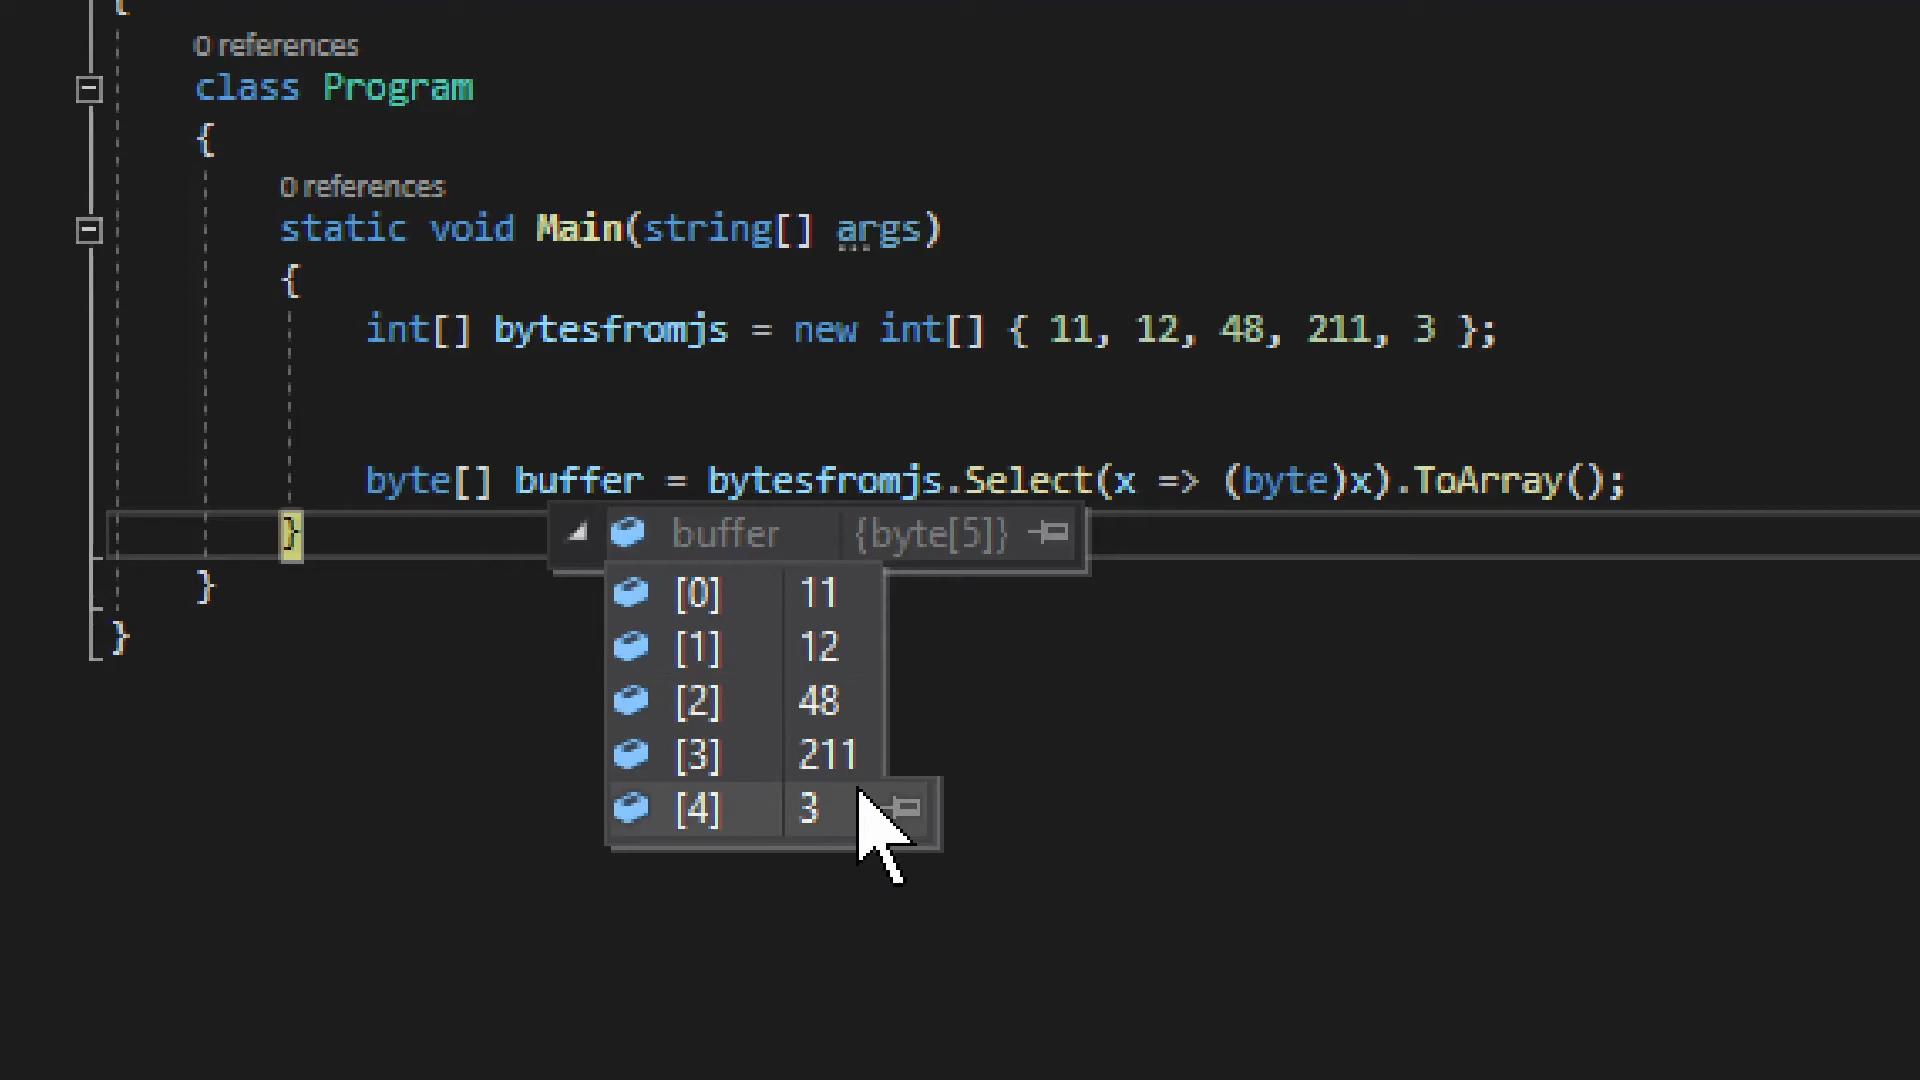 {
0 references
class Program
{
0 references
static void Main(string[] args)
{
int[] bytesfromjs = new int[] { 11, 12, 48, 211, 3 };
byte[] buffer = bytesfromjs.Select(x => (byte)x).ToArray();
}
buffer {byte[5]}
[0] 11
[1] 12
[2] 48
[3] 211
[4] 3
}
}